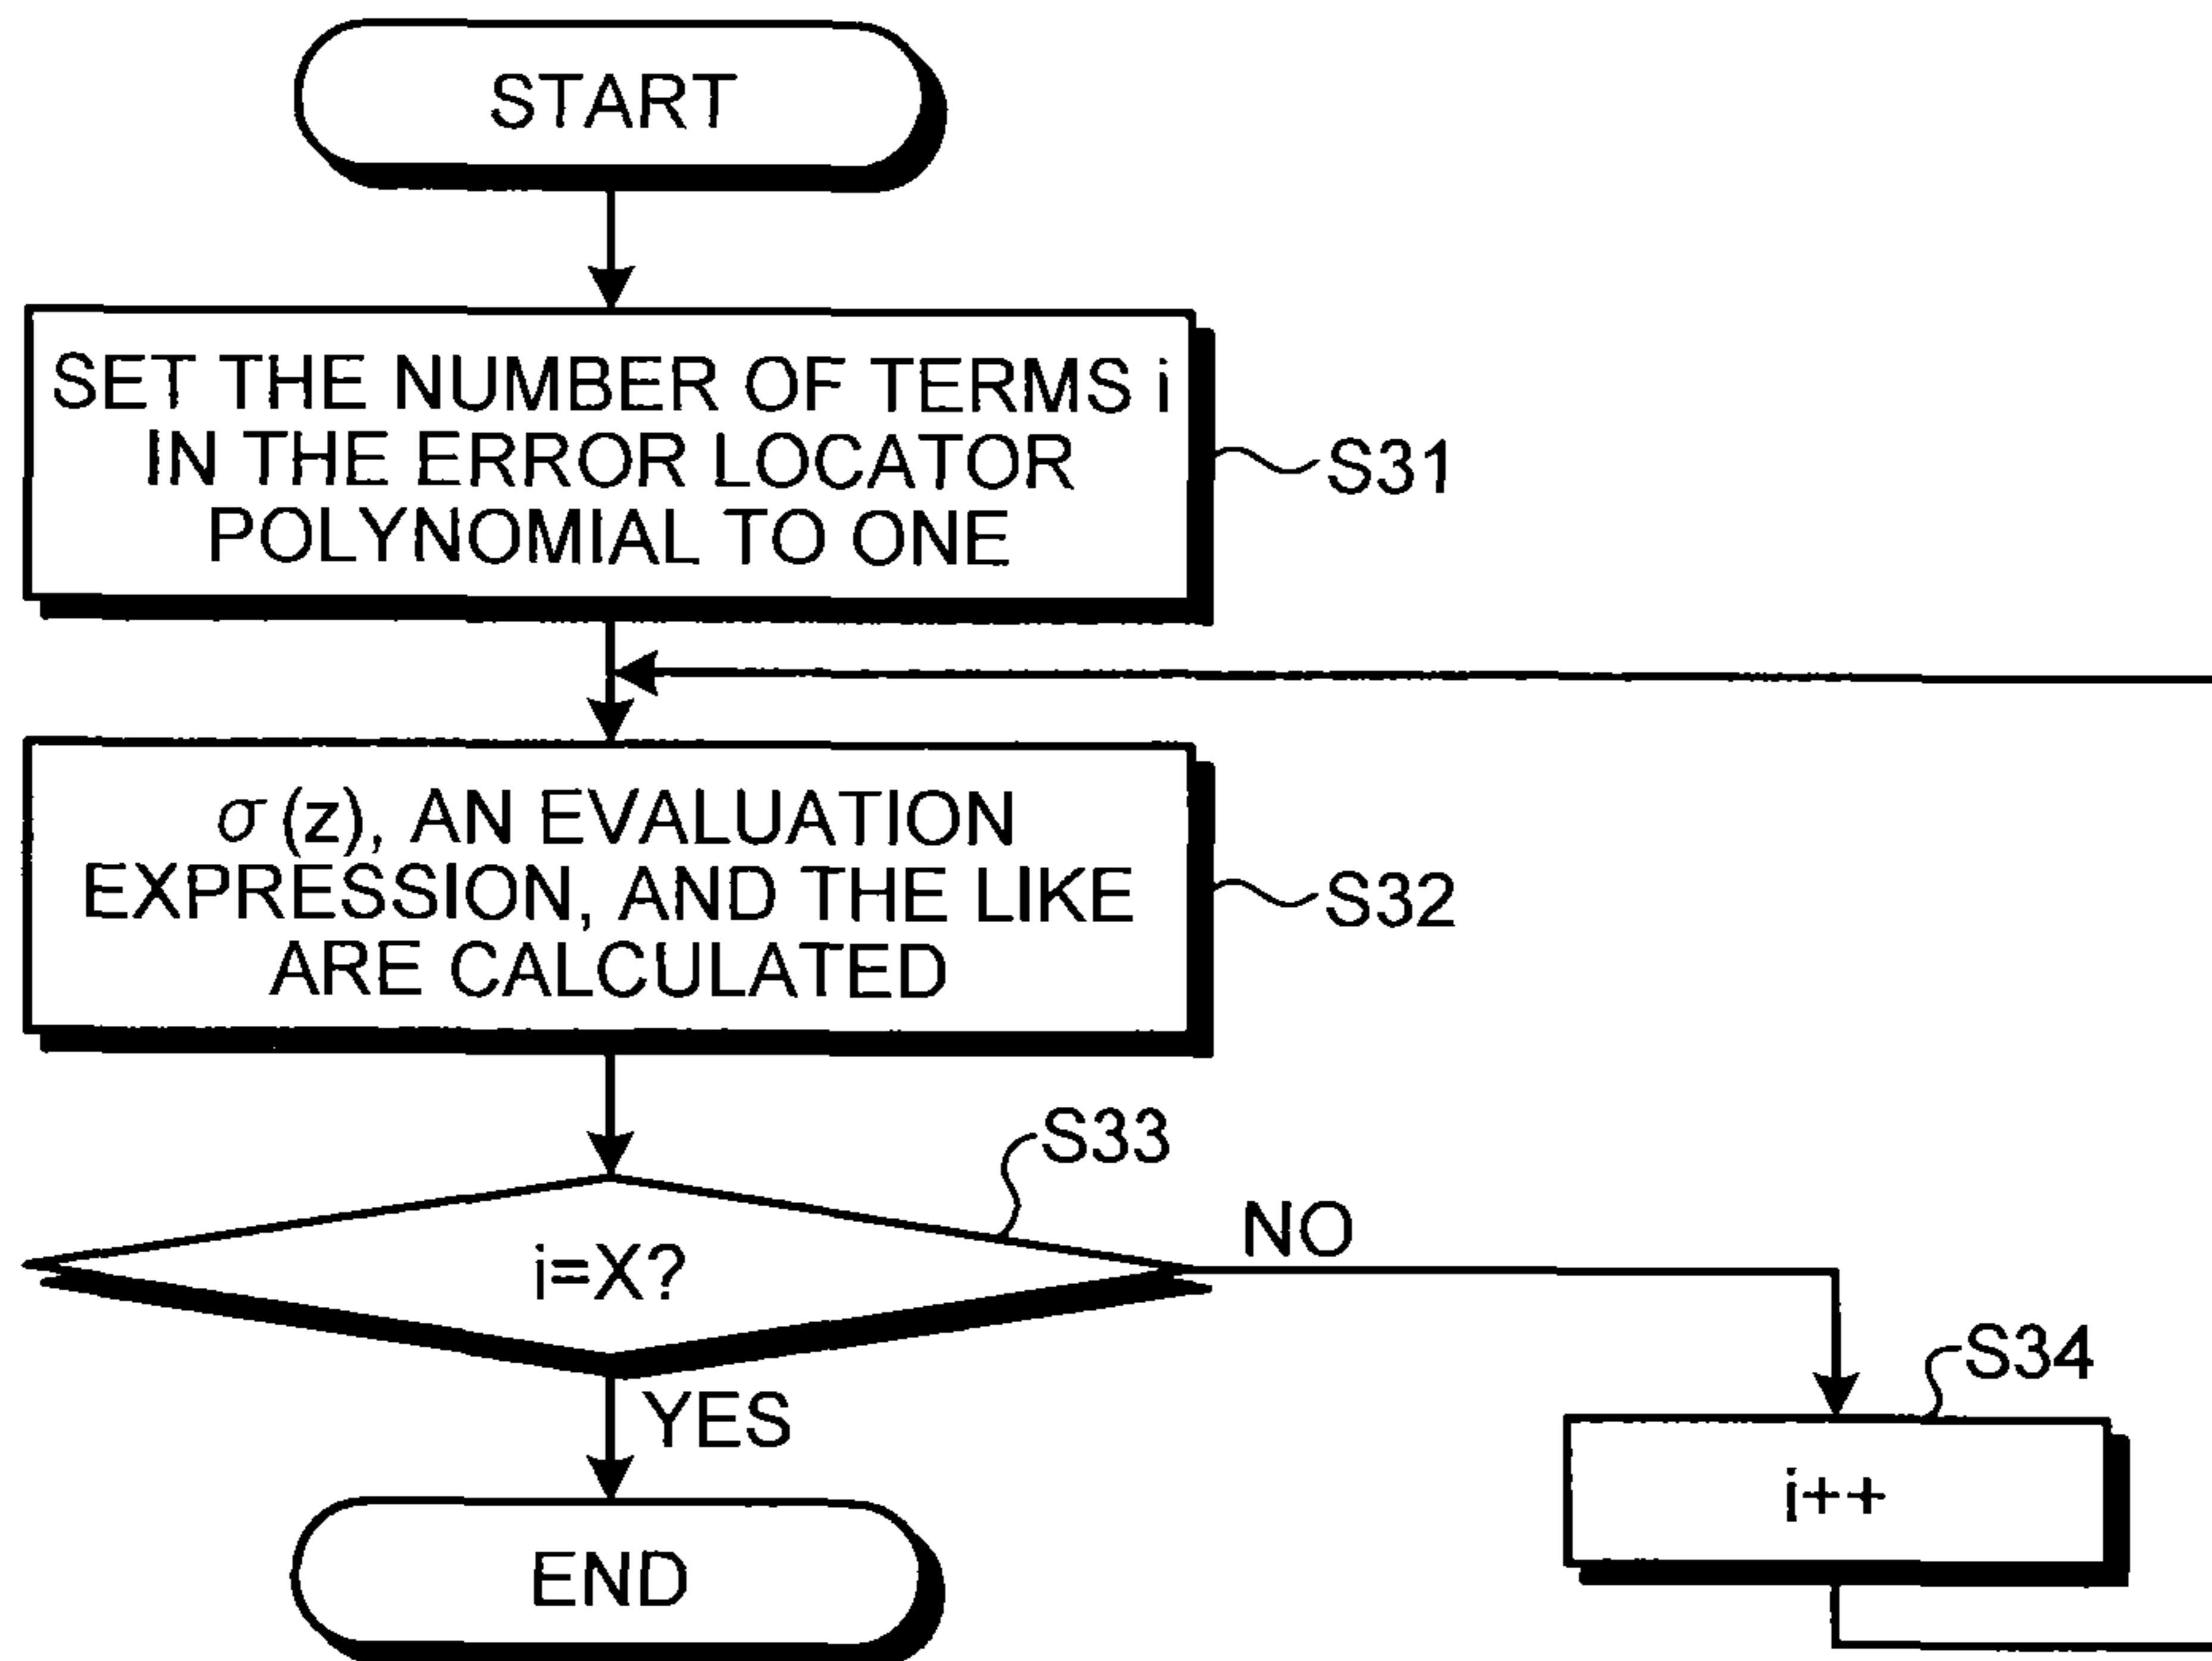 START
SET THE NUMBER OF TERMS i
IN THE ERROR LOCATOR
POLYNOMIAL TO ONE
S31
σ (z), AN EVALUATION
EXPRESSION, AND THE LIKE
ARE CALCULATED
S32
S33
i=X?
NO
YES
S34
i++
END